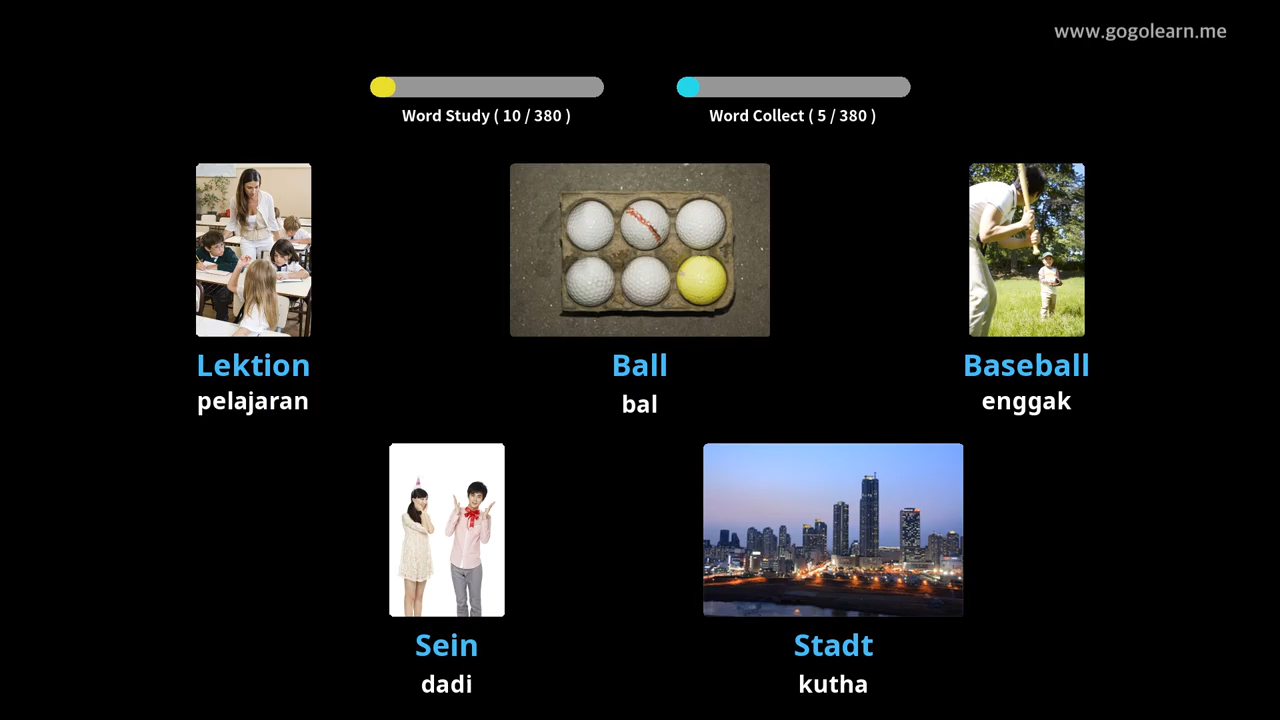 www.gogolearn.me
Word Study ( 10 / 380 )
Word Collect ( 5 / 380 )
Lektion
pelajaran
Ball
bal
Baseball
enggak
Sein
dadi
Stadt
kutha